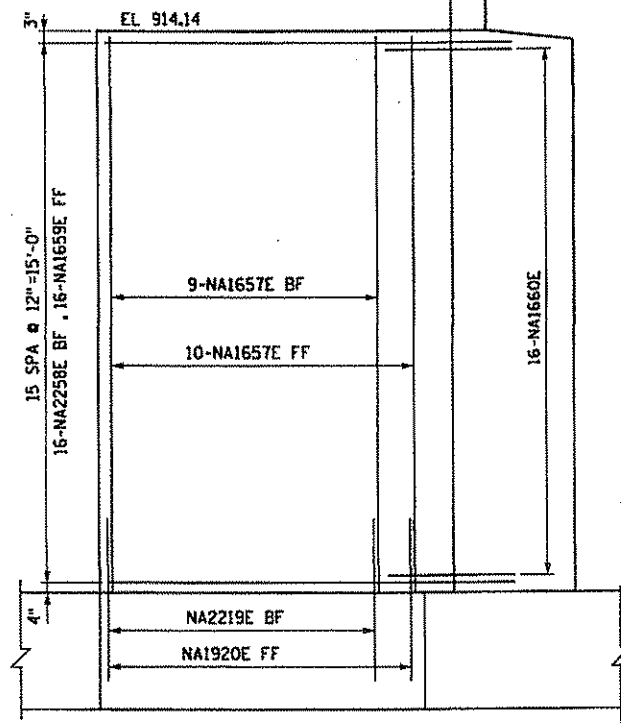 3"
EL 914.14
15 SPA @ 12"=15'-0"
16-NA2258E BF , 16-NA1659E FF
9-NA1657E BF
10-NA1657E FF
16-NA1660E
4"
NA2219E BF
NA1920E FF